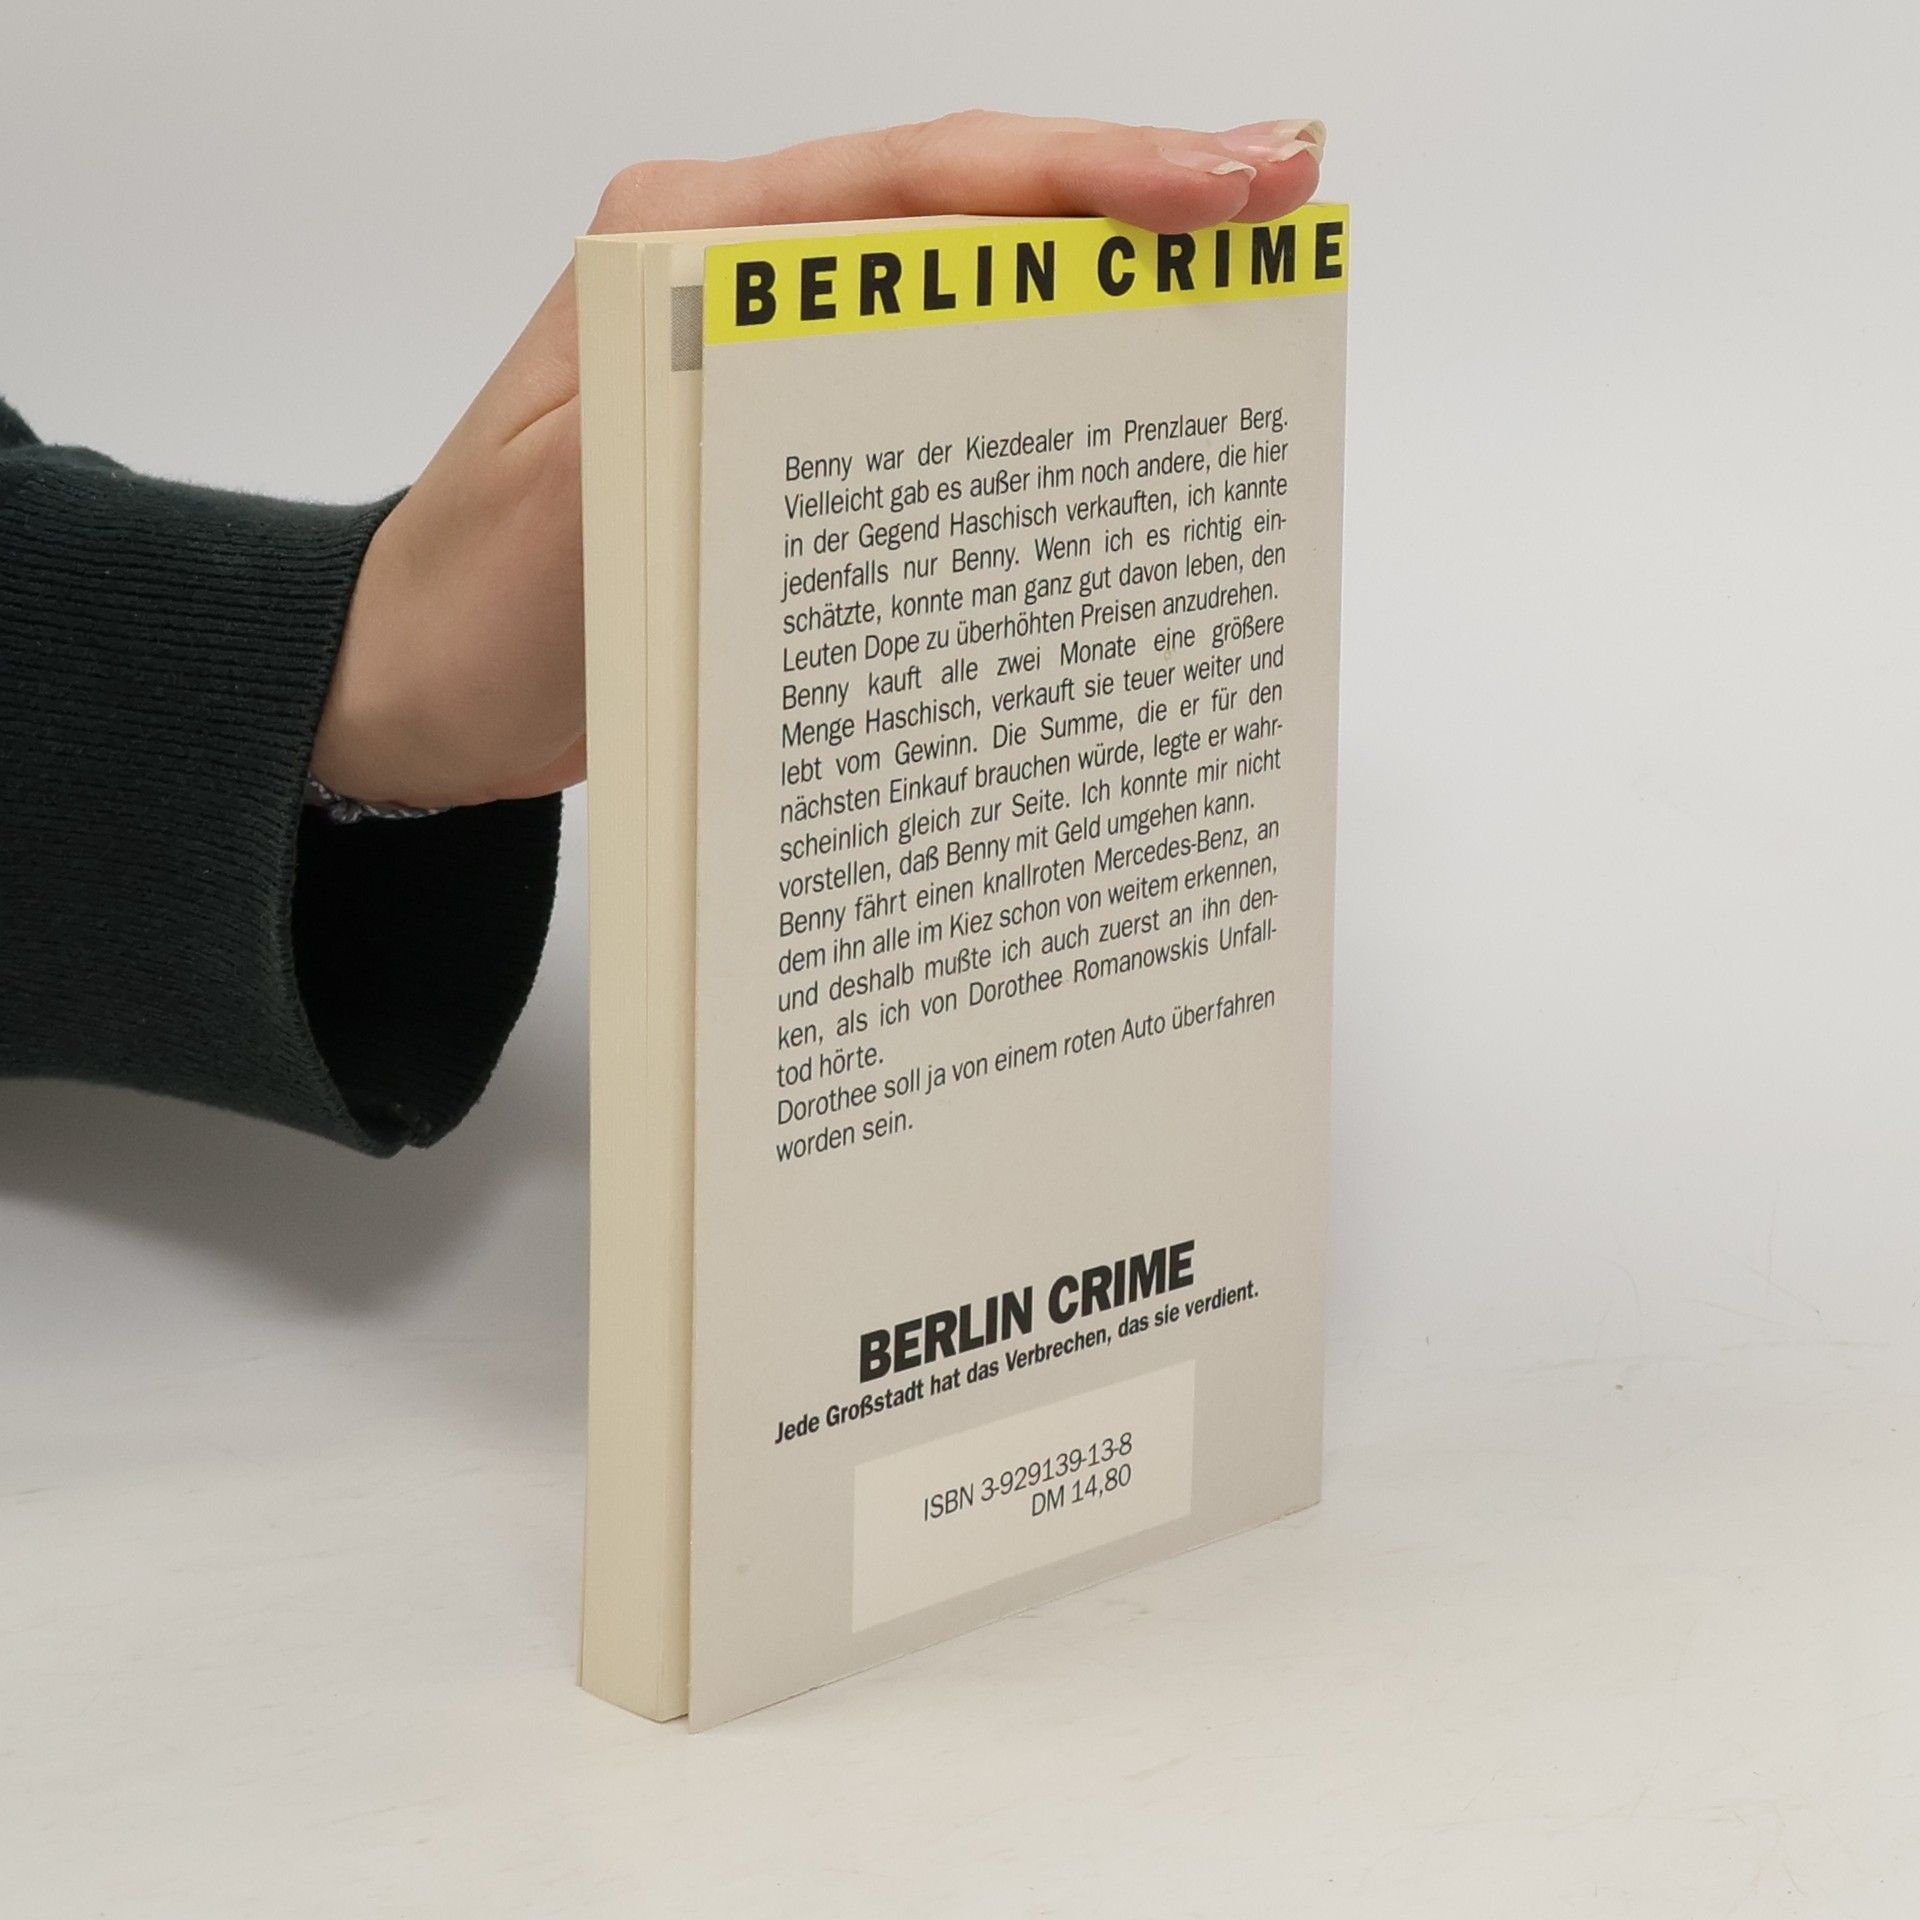 BERLIN CRIME
Benny war der Kiezdealer im Prenzlauer Berg.
Vielleicht gab es außer ihm noch andere, die hier
in der Gegend Haschisch verkauften, ich kannte
jedenfalls nur Benny. Wenn ich es richtig ein-
schätzte, konnte man ganz gut davon leben, den
Leuten Dope zu überhöhten Preisen anzudrehen.
Benny kauft alle zwei Monate eine größere
Menge Haschisch, verkauft sie teuer weiter und
lebt vom Gewinn. Die Summe, die er für den
nächsten Einkauf brauchen würde, legte er wahr-
scheinlich gleich zur Seite. Ich konnte mir nicht
vorstellen, daß Benny mit Geld umgehen kann.
Benny fährt einen knallroten Mercedes-Benz, an
dem ihn alle im Kiez schon von weitem erkennen,
und deshalb mußte ich auch zuerst an ihn den-
ken, als ich von Dorothee Romanowskis Unfall-
tod hörte.
Dorothee soll ja von einem roten Auto überfahren
worden sein.
BERLIN CRIME
Jede Großstadt hat das Verbrechen, das sie verdient.
ISBN 3-929139-13-8
DM 14,80